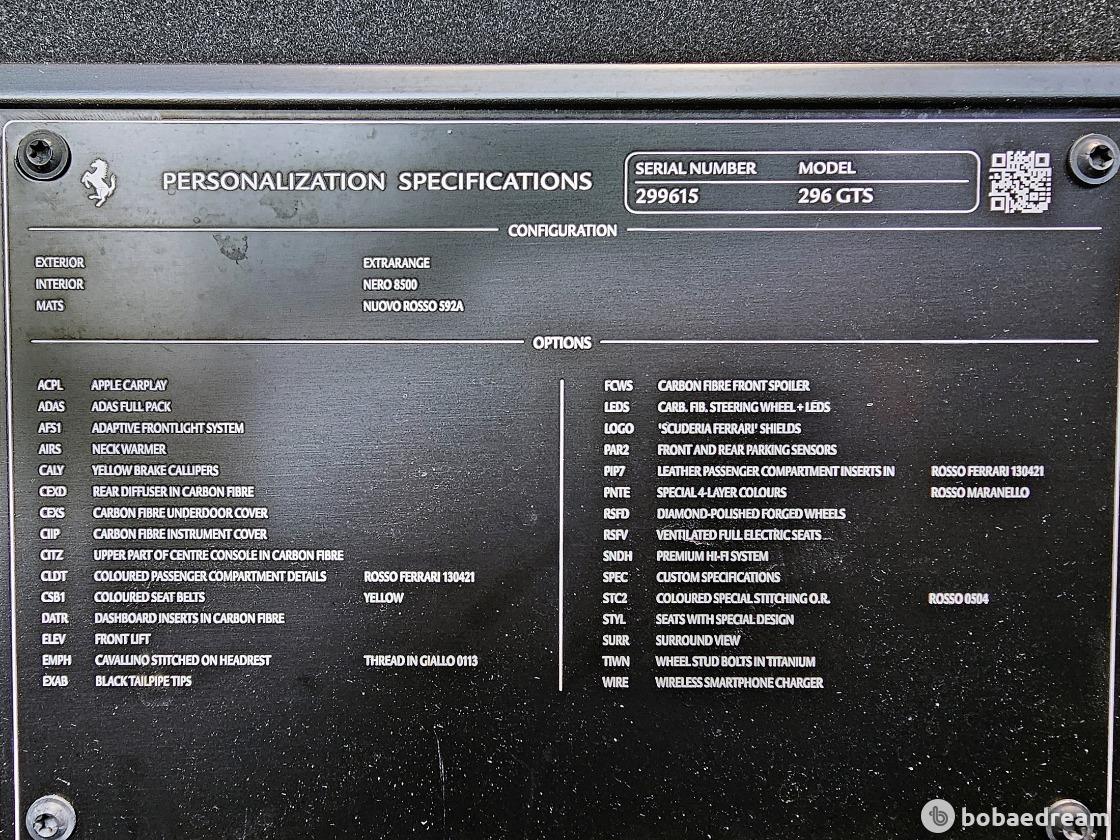 PERSONALIZATION SPECIFICATIONS
SERIAL NUMBER MODEL
299615 296 GTS
CONFIGURATION
EXTERIOR EXTRARANGE
INTERIOR NERO 8500
MATS NUOVO ROSSO 592A
OPTIONS
ACPL APPLE CARPLAY
ADAS ADAS FULL PACK
AFS1 ADAPTIVE FRONTLIGHT SYSTEM
AIRS NECK WARMER
CALY YELLOW BRAKE CALLIPERS
CEXD REAR DIFFUSER IN CARBON FIBRE
CEXS CARBON FIBRE UNDERDOOR COVER
CIIP CARBON FIBRE INSTRUMENT COVER
CITZ UPPER PART OF CENTRE CONSOLE IN CARBON FIBRE
CLDT COLOURED PASSENGER COMPARTMENT DETAILS ROSSO FERRARI 130421
CSB1 COLOURED SEAT BELTS YELLOW
DATR DASHBOARD INSERTS IN CARBON FIBRE
ELEV FRONT LIFT
EMPH CAVALLINO STITCHED ON HEADREST THREAD IN GIALLO 0113
EXAB BLACK TAILPIPE TIPS
FCWS CARBON FIBRE FRONT SPOILER
LEDS CARB. FIB. STEERING WHEEL + LEDS
LOGO 'SCUDERIA FERRARI' SHIELDS
PAR2 FRONT AND REAR PARKING SENSORS
PIP7 LEATHER PASSENGER COMPARTMENT INSERTS IN ROSSO FERRARI 130421
PNTE SPECIAL 4-LAYER COLOURS ROSSO MARANELLO
RSFD DIAMOND-POLISHED FORGED WHEELS
RSFV VENTILATED FULL ELECTRIC SEATS
SNDH PREMIUM HI-FI SYSTEM
SPEC CUSTOM SPECIFICATIONS
STC2 COLOURED SPECIAL STITCHING O.R. ROSSO 0504
STYL SEATS WITH SPECIAL DESIGN
SURR SURROUND VIEW
TIWN WHEEL STUD BOLTS IN TITANIUM
WIRE WIRELESS SMARTPHONE CHARGER
bobaedream